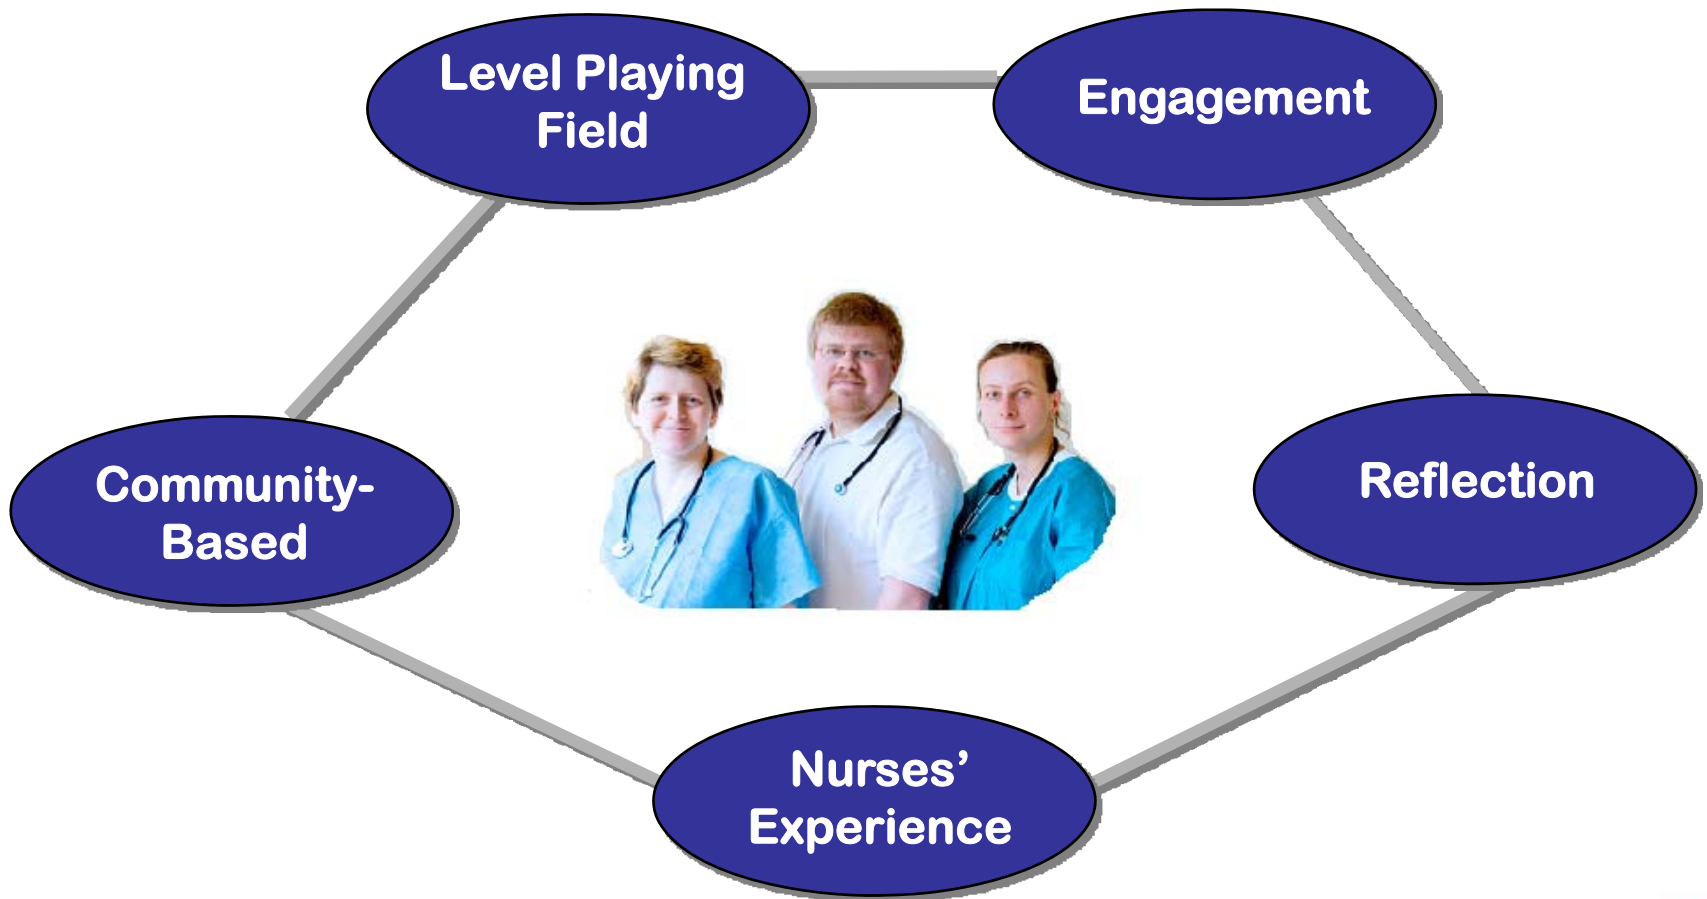 Level Playing
Field
Engagement
Community-
Based
Reflection
Nurses’
Experience